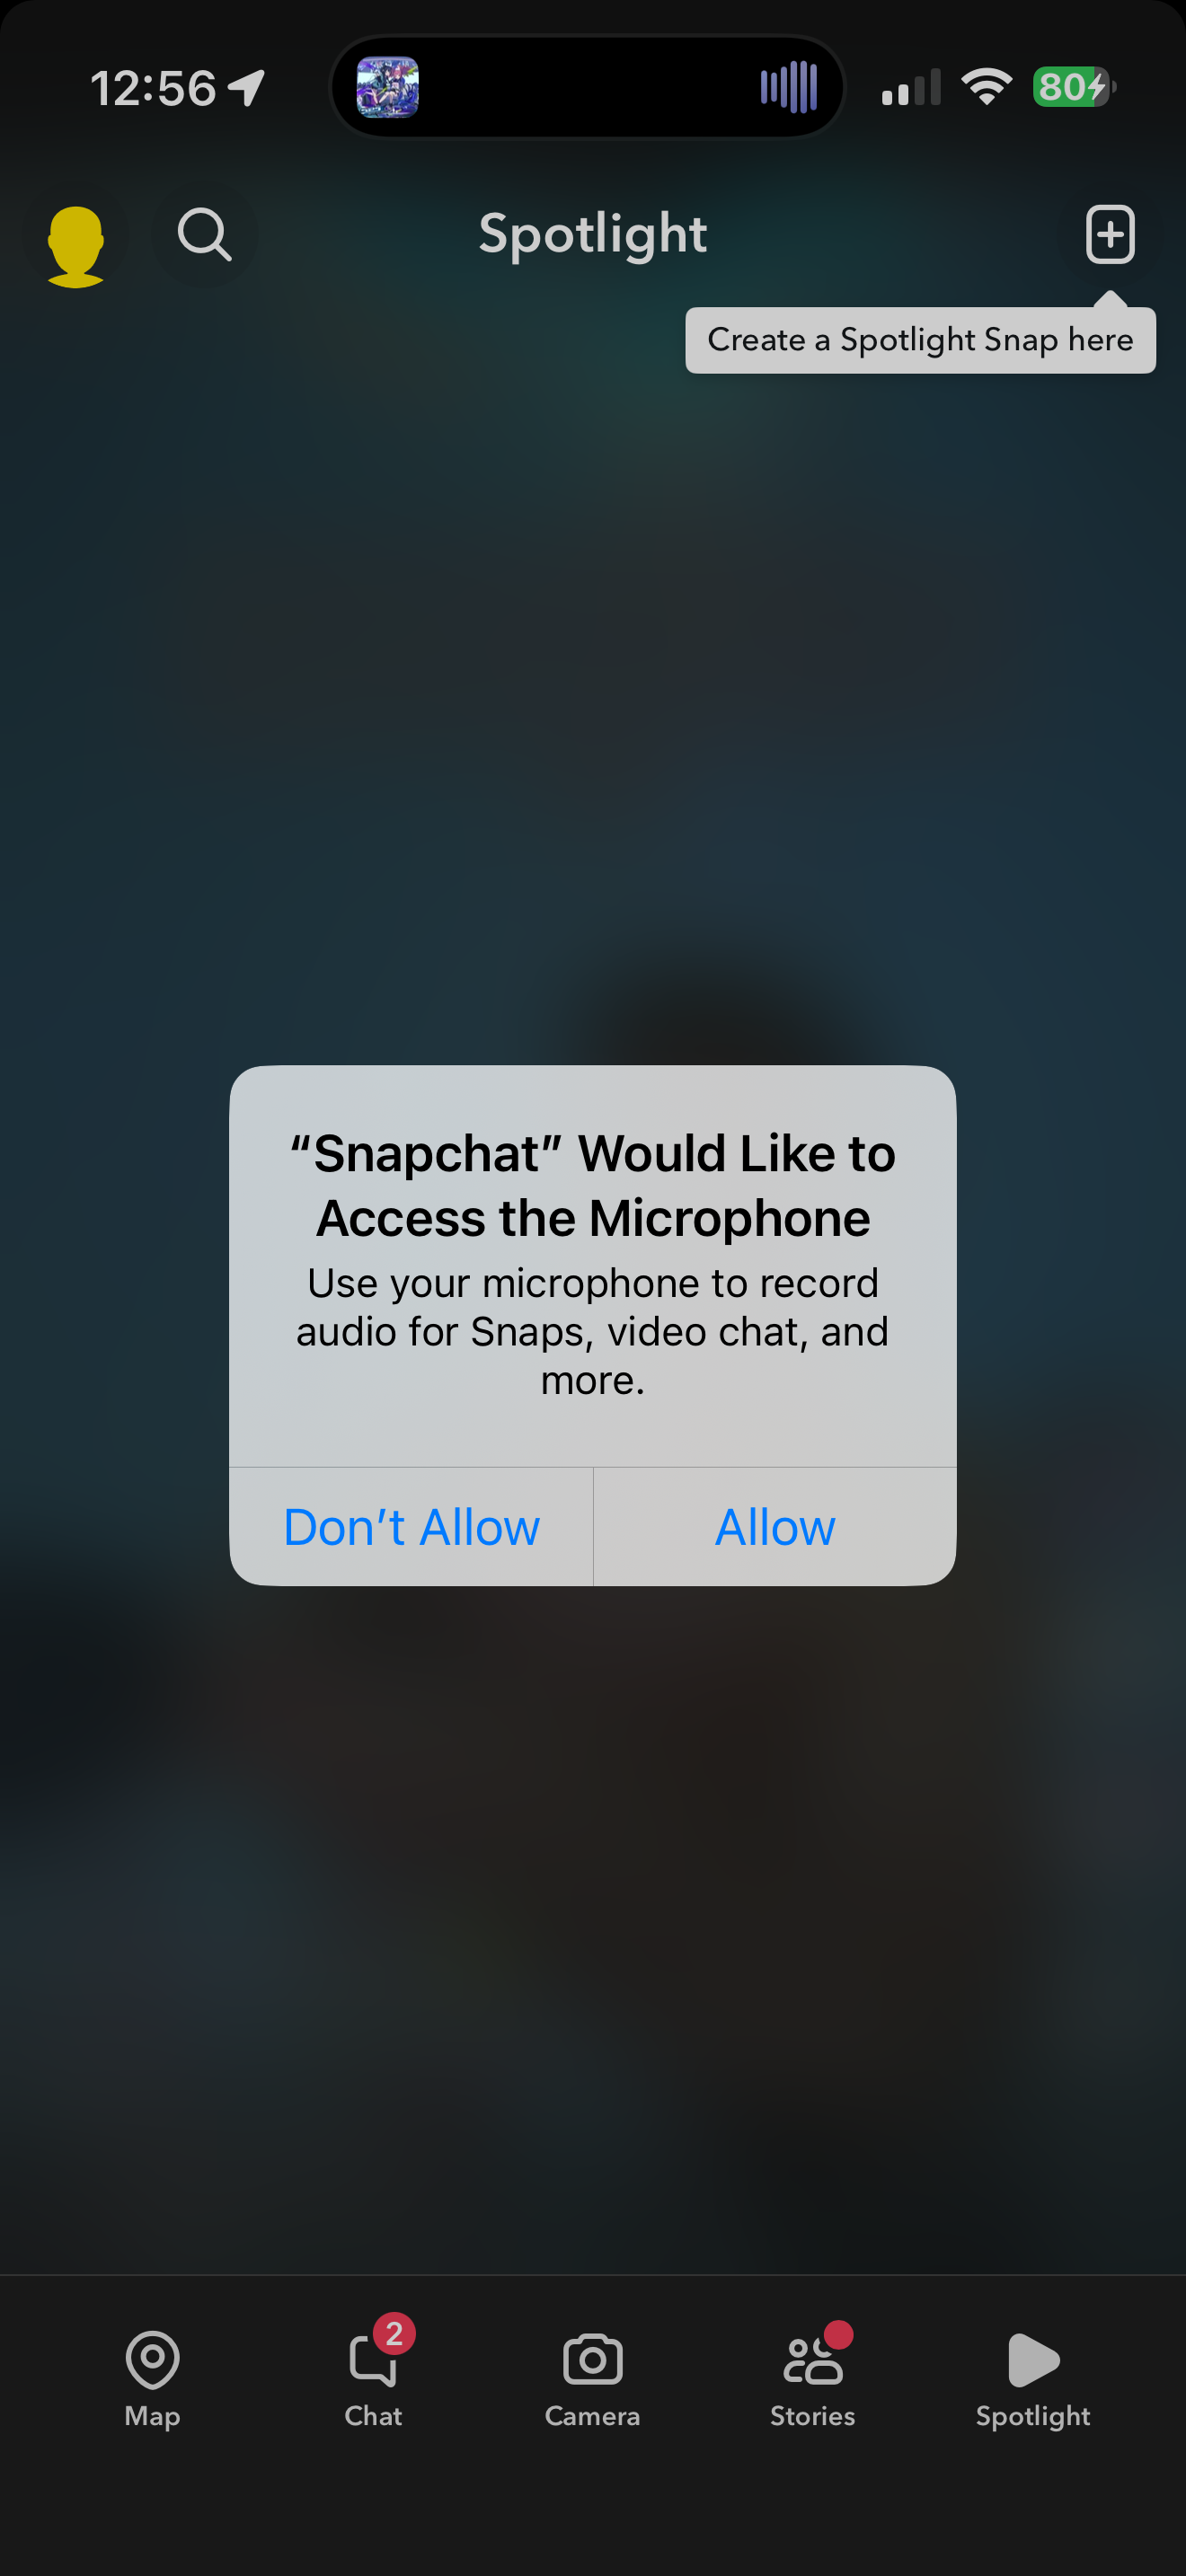 12:56
80
Spotlight
Create a Spotlight Snap here
“Snapchat” Would Like to
Access the Microphone
Use your microphone to record
audio for Snaps, video chat, and
more.
Don’t Allow
Allow
2
Map
Chat
Camera
Stories
Spotlight